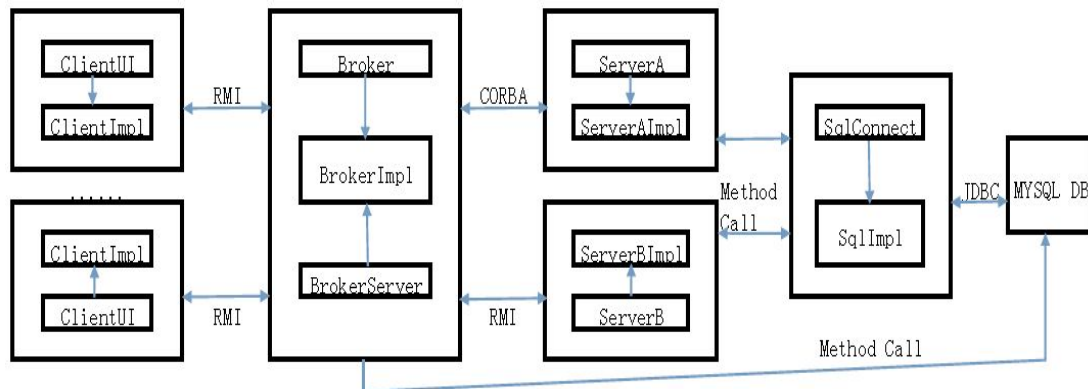 ClientUI
ClientImpl
RMI
Broker
BrokerImpl
BrokerServer
CORBA
ServerA
ServerAImpl
SqlConnect
SqlImpl
JDBC
MYSQL DB
......
ClientImpl
ClientUI
RMI
RMI
ServerBImpl
ServerB
Method
Call
Method Call